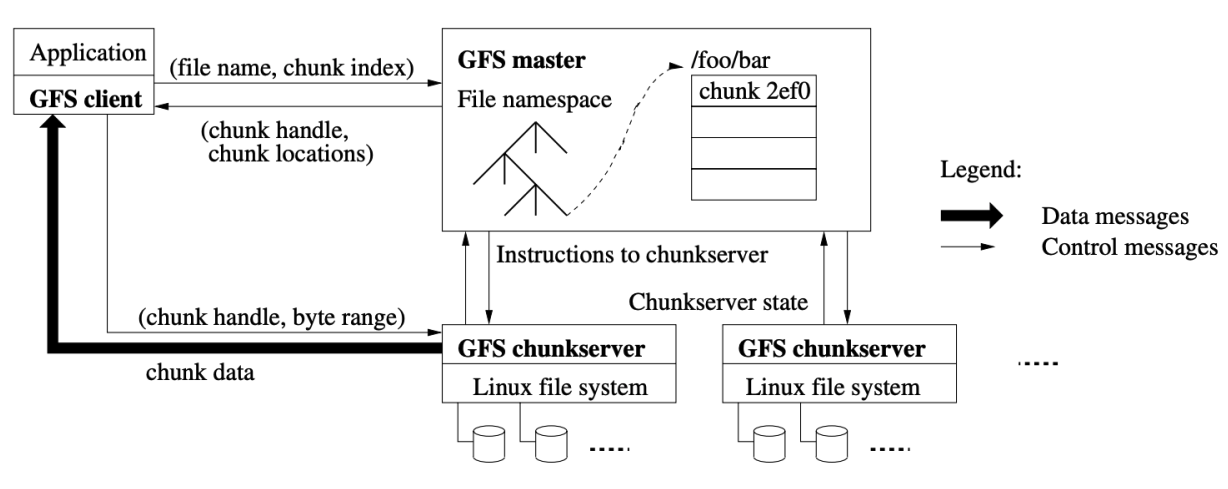 Application
GFS client
(file name, chunk index)
(chunk handle,
chunk locations)
GFS master
File namespace
/foo/bar
chunk 2ef0
Legend:
Data messages
Control messages
Instructions to chunkserver
Chunkserver state
(chunk handle, byte range)
chunk data
GFS chunkserver
Linux file system
GFS chunkserver
Linux file system